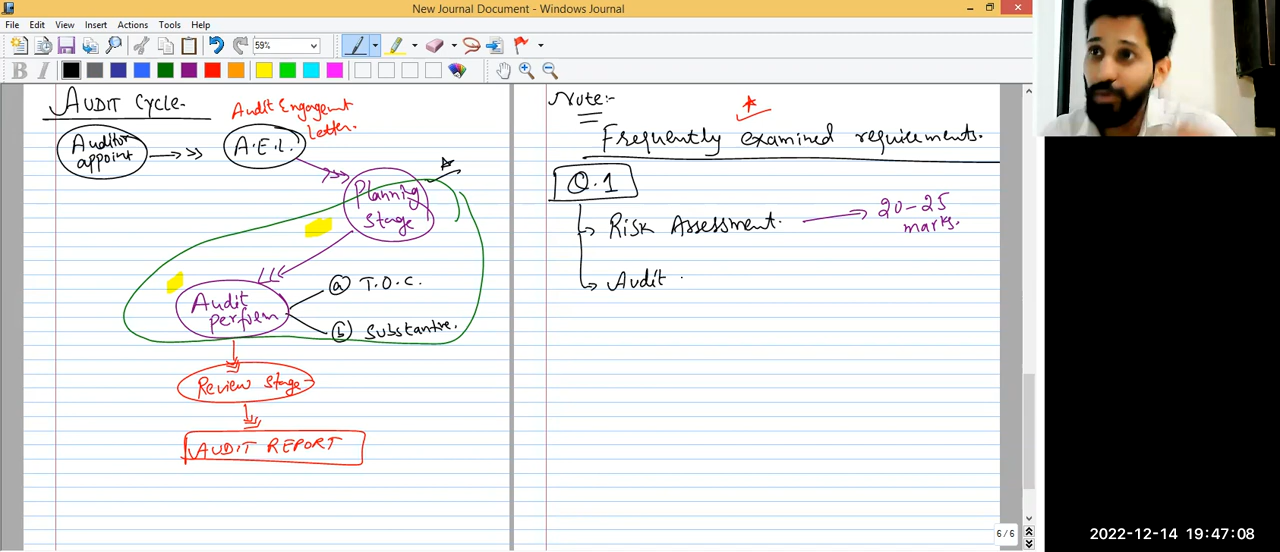 New Journal Document - Windows Journal
File Edit View Insert Actions Tools Help
59%
AUDIT CYCLE-
Auditor
appoint
A.E.L.
Audit Engagement
Letter.
Planning
Stage
Audit
perform
(a) T.O.C.
(b) Substantive.
Review Stage
AUDIT REPORT
Note:-
Frequently examined requirements.
Q.1
Risk Assessment.
20-25
marks.
Audit
6 / 6
2022-12-14 19:47:08